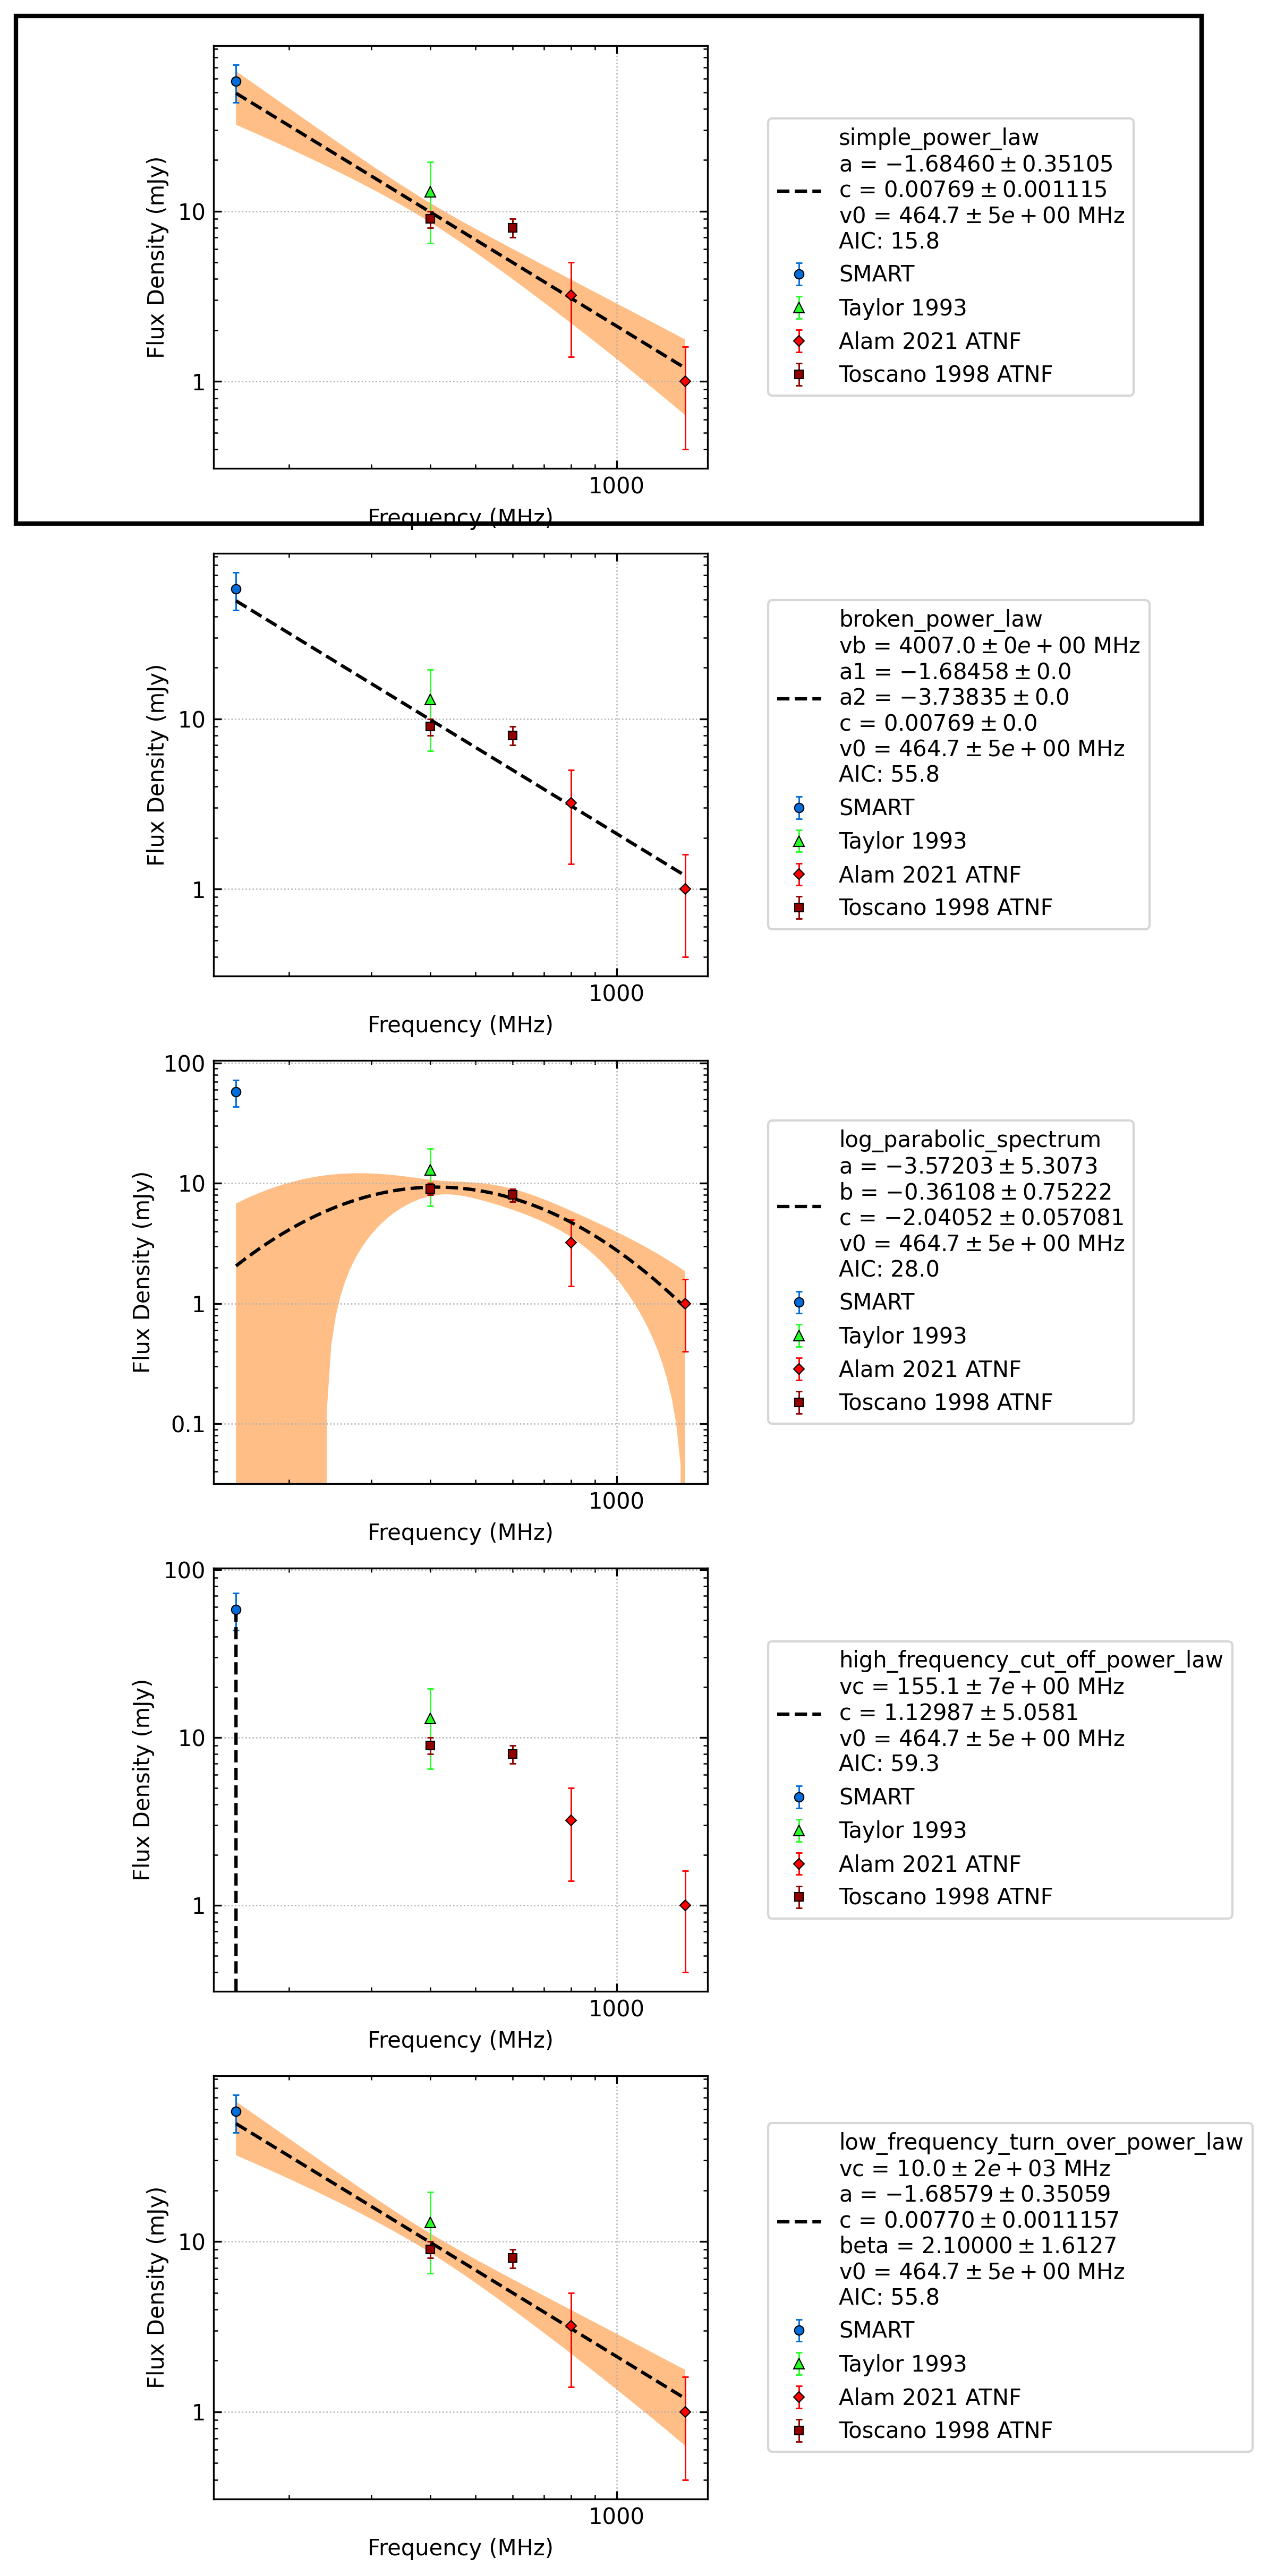 10
1
Flux Density (mJy)
1000
Frequency (MHz)
simple_power_law
a = −1.68460 ± 0.35105
c = 0.00769 ± 0.001115
v0 = 464.7 ± 5e + 00 MHz
AIC: 15.8
SMART
Taylor 1993
Alam 2021 ATNF
Toscano 1998 ATNF
10
1
Flux Density (mJy)
1000
Frequency (MHz)
broken_power_law
vb = 4007.0 ± 0e + 00 MHz
a1 = −1.68458 ± 0.0
a2 = −3.73835 ± 0.0
c = 0.00769 ± 0.0
v0 = 464.7 ± 5e + 00 MHz
AIC: 55.8
SMART
Taylor 1993
Alam 2021 ATNF
Toscano 1998 ATNF
100
10
1
0.1
Flux Density (mJy)
1000
Frequency (MHz)
log_parabolic_spectrum
a = −3.57203 ± 5.3073
b = −0.36108 ± 0.75222
c = −2.04052 ± 0.057081
v0 = 464.7 ± 5e + 00 MHz
AIC: 28.0
SMART
Taylor 1993
Alam 2021 ATNF
Toscano 1998 ATNF
100
10
1
Flux Density (mJy)
1000
Frequency (MHz)
high_frequency_cut_off_power_law
vc = 155.1 ± 7e + 00 MHz
c = 1.12987 ± 5.0581
v0 = 464.7 ± 5e + 00 MHz
AIC: 59.3
SMART
Taylor 1993
Alam 2021 ATNF
Toscano 1998 ATNF
10
1
Flux Density (mJy)
1000
Frequency (MHz)
low_frequency_turn_over_power_law
vc = 10.0 ± 2e + 03 MHz
a = −1.68579 ± 0.35059
c = 0.00770 ± 0.0011157
beta = 2.10000 ± 1.6127
v0 = 464.7 ± 5e + 00 MHz
AIC: 55.8
SMART
Taylor 1993
Alam 2021 ATNF
Toscano 1998 ATNF